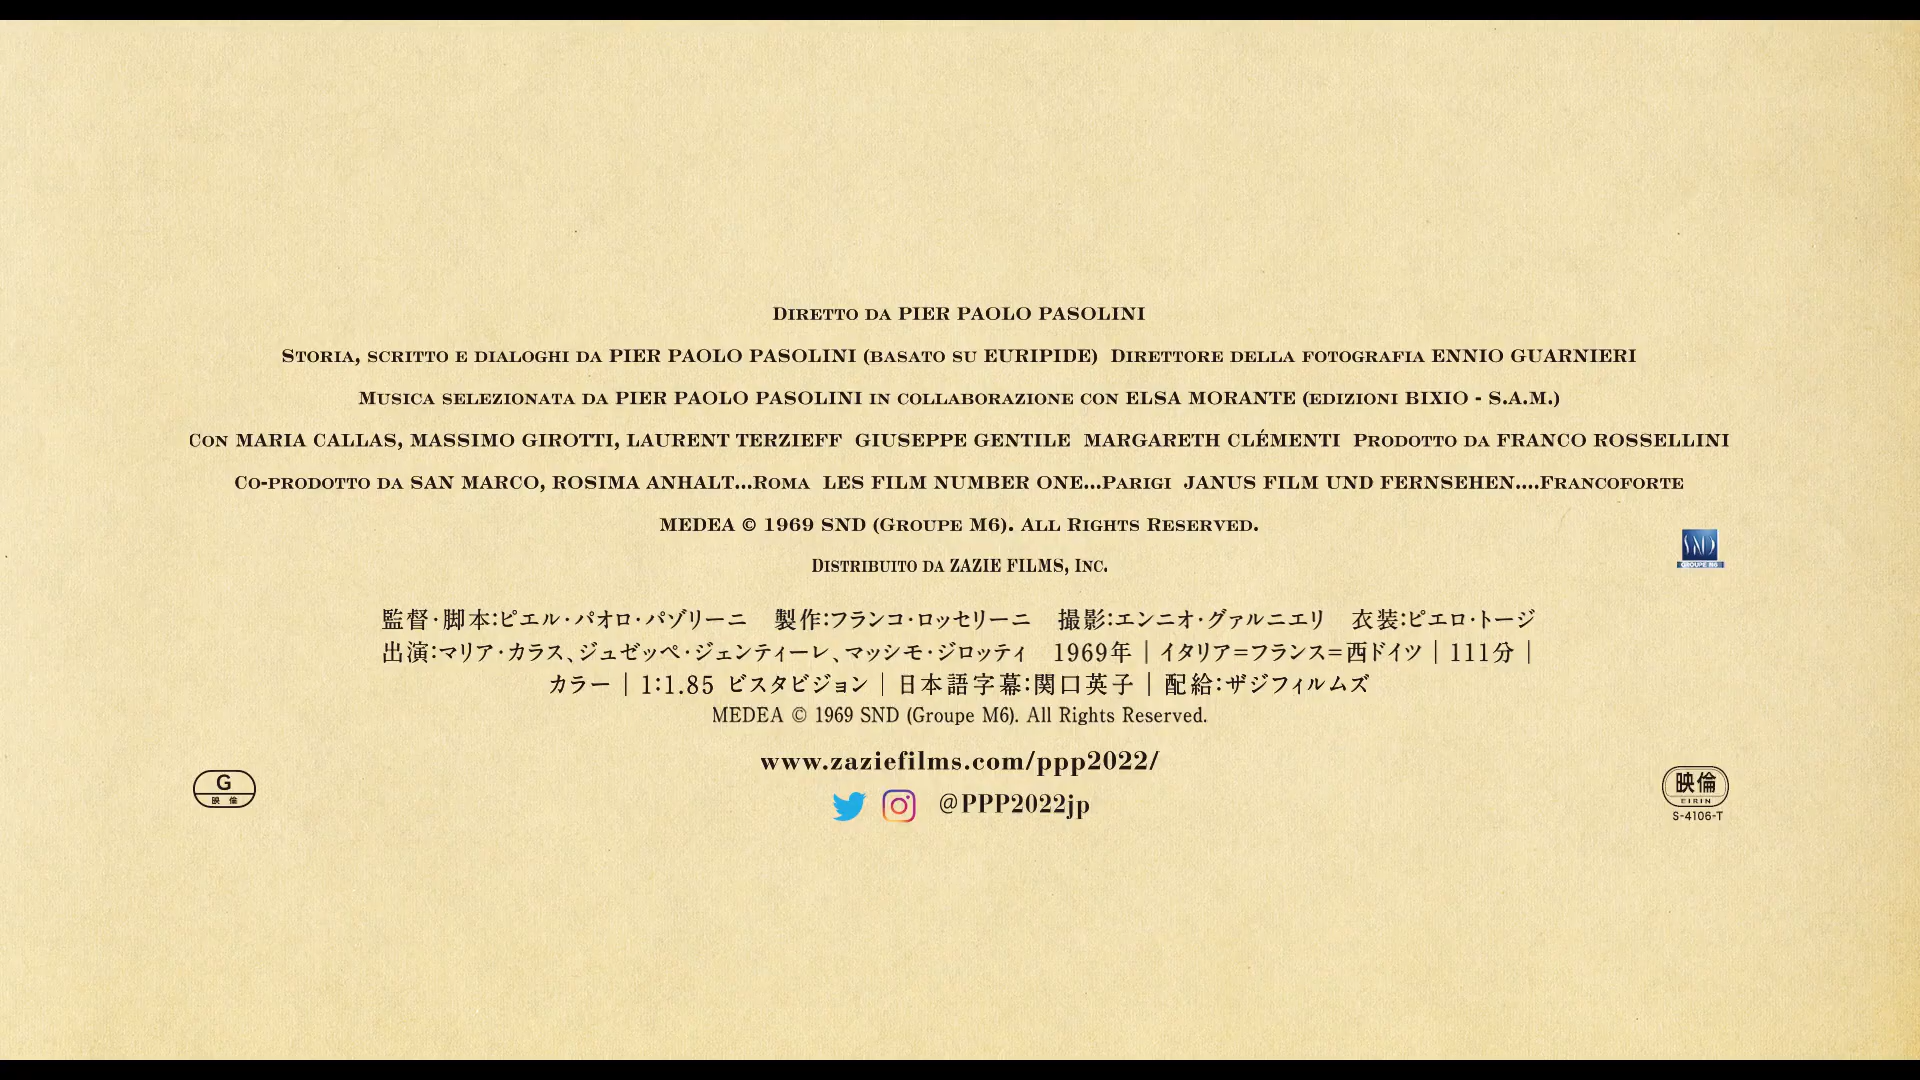 Diretto da PIER PAOLO PASOLINI
Storia, scritto e dialoghi da PIER PAOLO PASOLINI (basato su EURIPIDE) Direttore della fotografia ENNIO GUARNIERI
Musica selezionata da PIER PAOLO PASOLINI in collaborazione con ELSA MORANTE (edizioni BIXIO - S.A.M.)
Con MARIA CALLAS, MASSIMO GIROTTI, LAURENT TERZIEFF GIUSEPPE GENTILE MARGARETH CLÉMENTI Prodotto da FRANCO ROSSELLINI
Co-prodotto da SAN MARCO, ROSIMA ANHALT...Roma LES FILM NUMBER ONE...Parigi JANUS FILM UND FERNSEHEN....Francoforte
MEDEA © 1969 SND (Groupe M6). All Rights Reserved.
SND
GROUPE M6
Distribuito da ZAZIE FILMS, Inc.
監督・脚本:ピエル・パオロ・パゾリーニ　製作:フランコ・ロッセリーニ　撮影:エンニオ・グァルニエリ　衣装:ピエロ・トージ
出演:マリア・カラス、ジュゼッペ・ジェンティーレ、マッシモ・ジロッティ　1969年｜イタリア=フランス=西ドイツ｜111分｜
カラー｜1:1.85 ビスタビジョン｜日本語字幕:関口英子｜配給:ザジフィルムズ
MEDEA © 1969 SND (Groupe M6). All Rights Reserved.
www.zaziefilms.com/ppp2022/
G
映倫
@PPP2022jp
映倫
EIRIN
S-4106-T